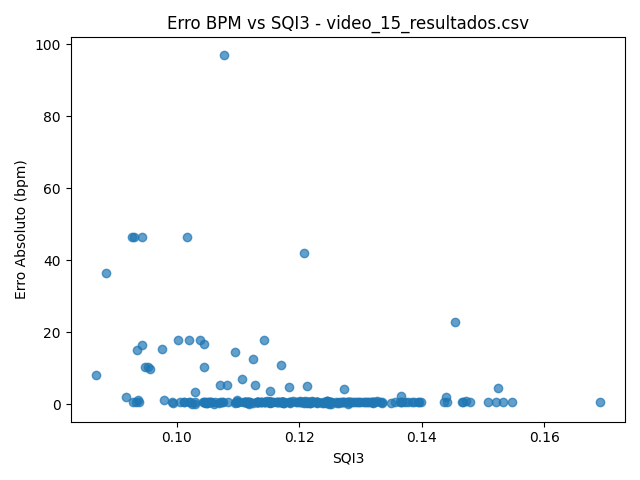 Erro BPM vs SQI3 - video_15_resultados.csv
Erro Absoluto (bpm)
100
80
60
40
20
0
0.10 0.12 0.14 0.16
SQI3